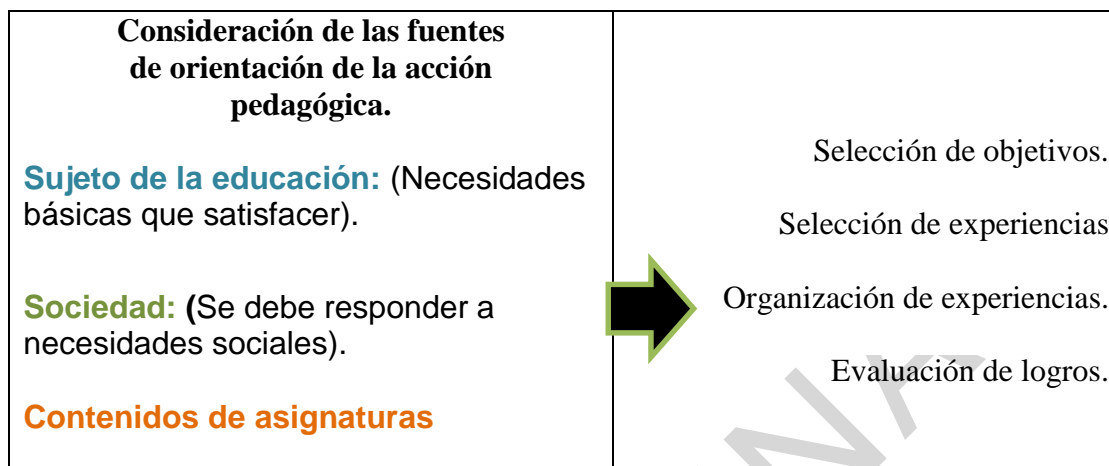 Consideración de las fuentes
de orientación de la acción
pedagógica.
Sujeto de la educación: (Necesidades
básicas que satisfacer).
Sociedad: (Se debe responder a
necesidades sociales).
Contenidos de asignaturas
Selección de objetivos.
Selección de experiencias
Organización de experiencias.
Evaluación de logros.